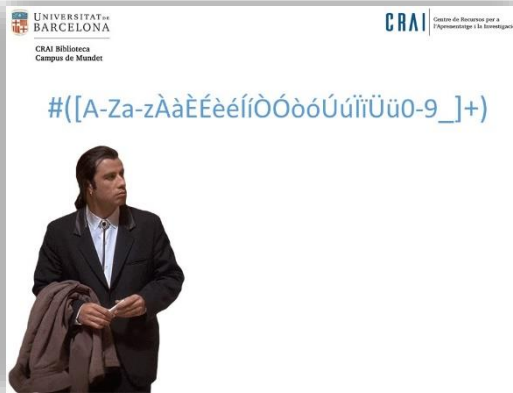 UNIVERSITAT DE
BARCELONA
CRAI Biblioteca
Campus de Mundet
CRAI
Centre de Recursos per a
l'Aprenentatge i la Investigació
#([A-Za-zÀàÈÉèéÍíÒÓòóÚúÏïÜü0-9_]+)